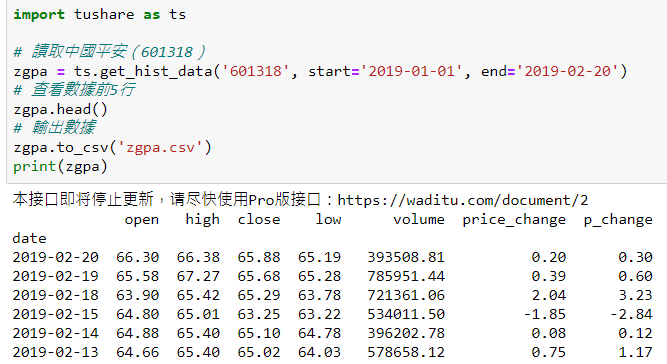 import tushare as ts
# 讀取中國平安（601318）
zgpa = ts.get_hist_data('601318', start='2019-01-01', end='2019-02-20')
# 查看數據前5行
zgpa.head()
# 輸出數據
zgpa.to_csv('zgpa.csv')
print(zgpa)
本接口即将停止更新，请尽快使用Pro版接口：https://waditu.com/document/2
open high close low volume price_change p_change
date
2019-02-20 66.30 66.38 65.88 65.19 393508.81 0.20 0.30
2019-02-19 65.58 67.27 65.68 65.28 785951.44 0.39 0.60
2019-02-18 63.90 65.42 65.29 63.78 721361.06 2.04 3.23
2019-02-15 64.80 65.01 63.25 63.22 534011.50 -1.85 -2.84
2019-02-14 64.88 65.40 65.10 64.78 396202.78 0.08 0.12
2019-02-13 64.66 65.40 65.02 64.03 578658.12 0.75 1.17